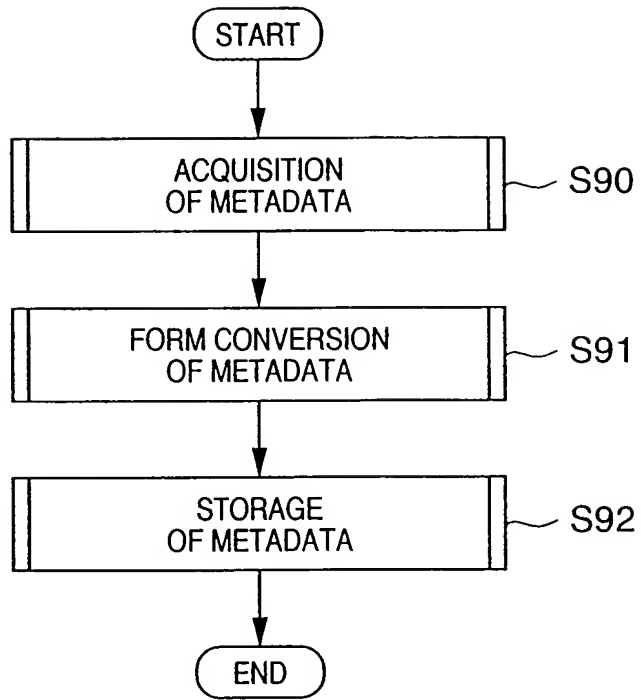 START
ACQUISITION
OF METADATA
S90
FORM CONVERSION
OF METADATA
S91
STORAGE
OF METADATA
S92
END